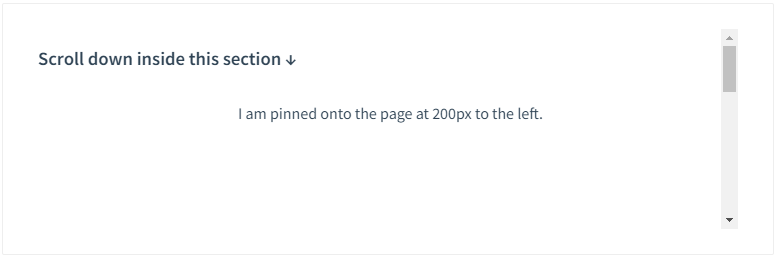 Scroll down inside this section ↓
I am pinned onto the page at 200px to the left.